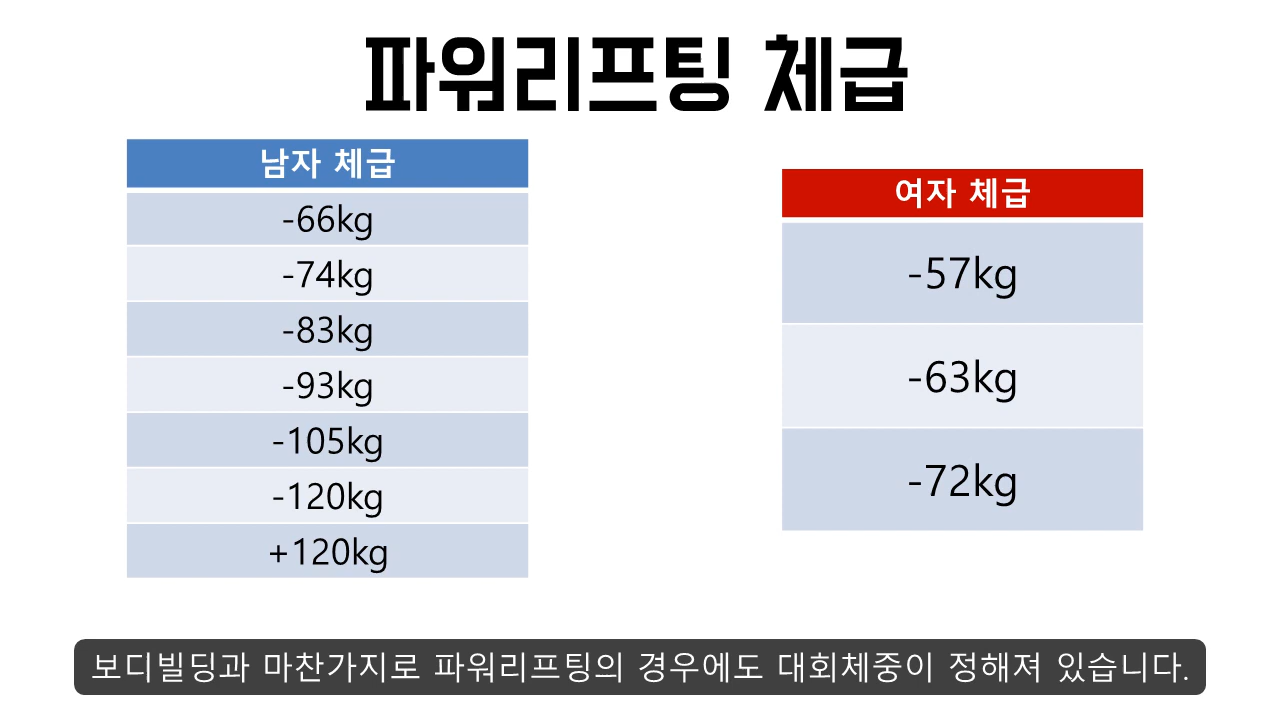 파워리프팅 체급
남자 체급
-66kg
-74kg
-83kg
-93kg
-105kg
-120kg
+120kg
여자 체급
-57kg
-63kg
-72kg
보디빌딩과 마찬가지로 파워리프팅의 경우에도 대회체중이 정해져 있습니다.